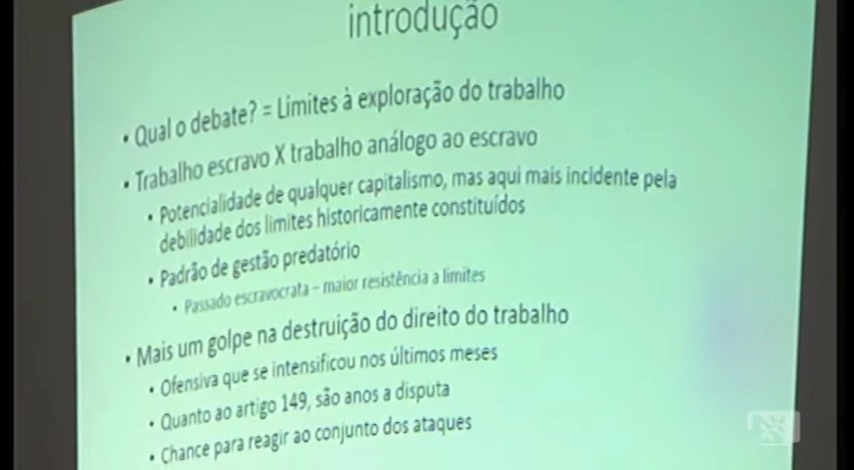 introdução
• Qual o debate? = Limites à exploração do trabalho
• Trabalho escravo X trabalho análogo ao escravo
• Potencialidade de qualquer capitalismo, mas aqui mais incidente pela
debilidade dos limites historicamente constituídos
• Padrão de gestão predatório
• Passado escravocrata – maior resistência a limites
• Mais um golpe na destruição do direito do trabalho
• Ofensiva que se intensificou nos últimos meses
• Quanto ao artigo 149, são anos a disputa
• Chance para reagir ao conjunto dos ataques